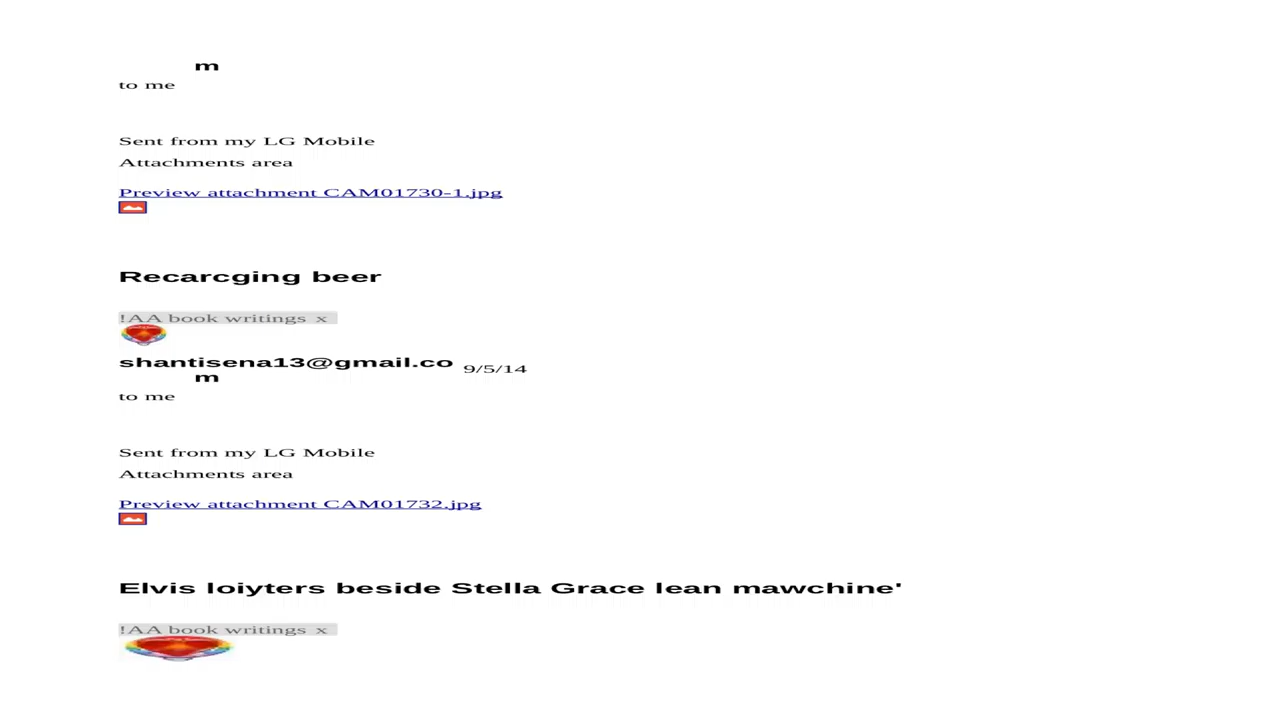 m
to me
Sent from my LG Mobile
Attachments area
Preview attachment CAM01730-1.jpg
Recarcging beer
!AA book writings x
shantisena13@gmail.co 9/5/14
m
to me
Sent from my LG Mobile
Attachments area
Preview attachment CAM01732.jpg
Elvis loiyters beside Stella Grace lean mawchine'
!AA book writings x